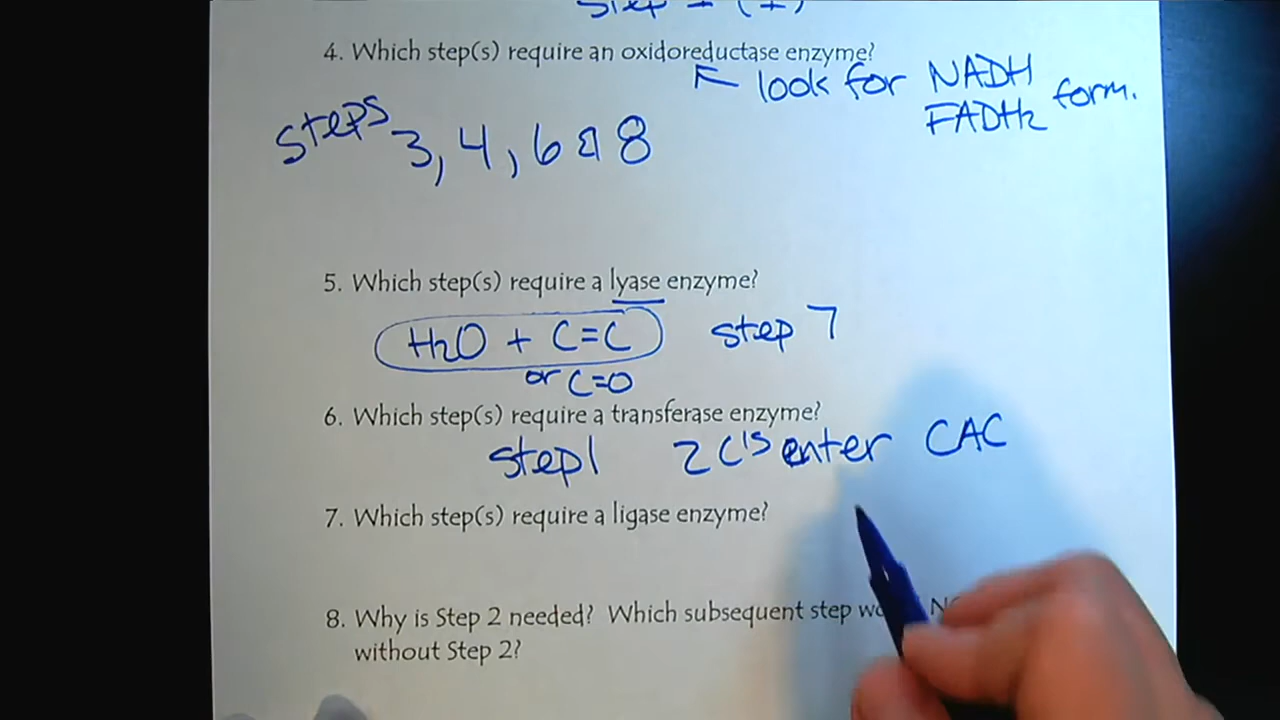 Step
4. Which step(s) require an oxidoreductase enzyme?
look for NADH
FADH₂ form.
steps 3, 4, 6 & 8
5. Which step(s) require a lyase enzyme?
H₂O + C=C step 7
or C=O
6. Which step(s) require a transferase enzyme?
step 1 2 C's enter CAC
7. Which step(s) require a ligase enzyme?
8. Why is Step 2 needed? Which subsequent step
without Step 2?